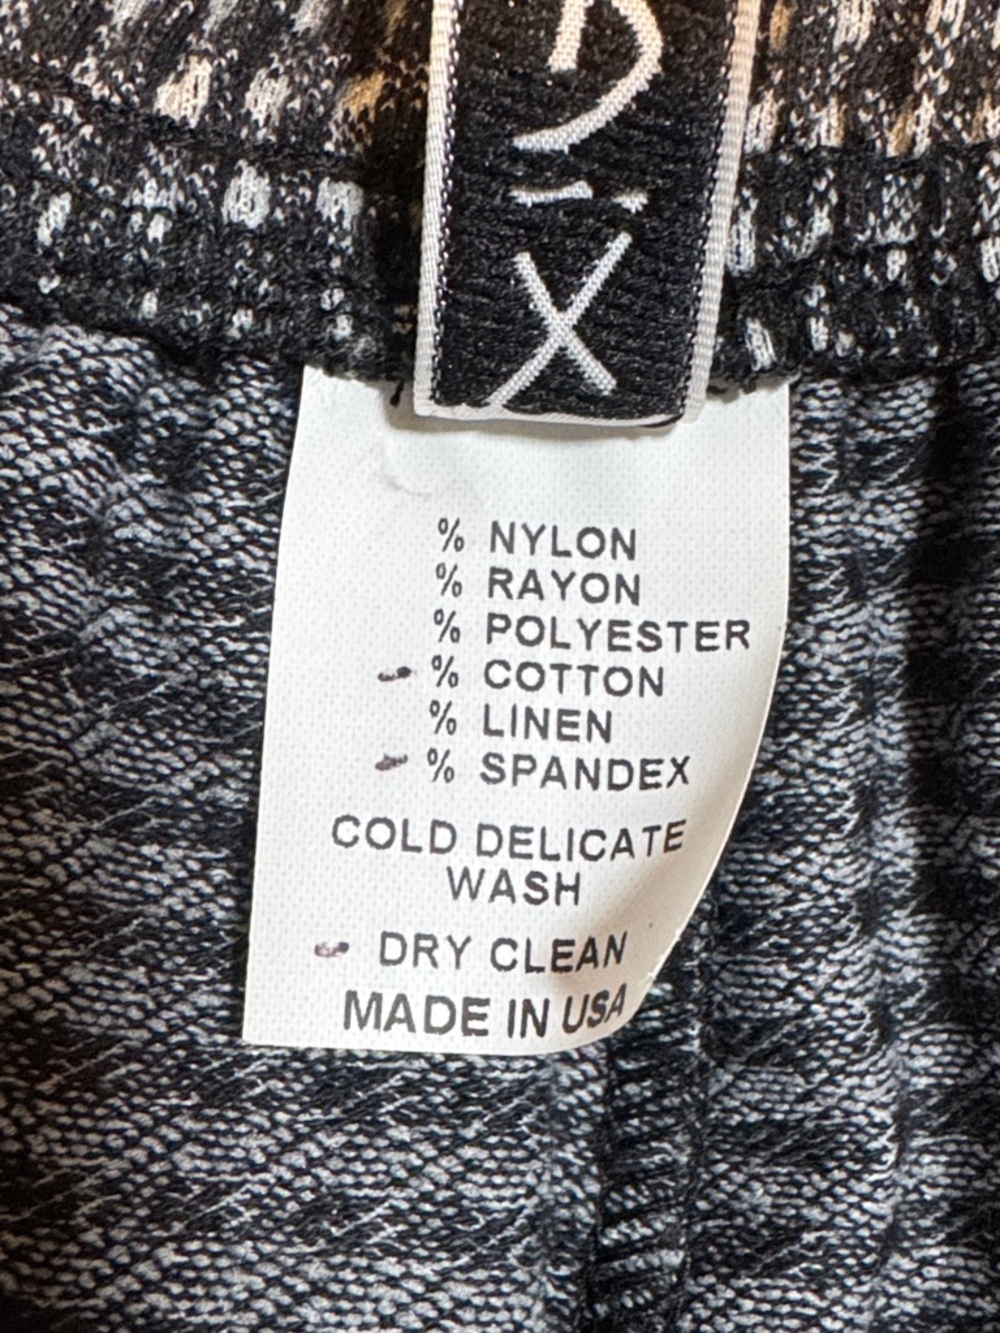 % NYLON
% RAYON
% POLYESTER
- % COTTON
% LINEN
- % SPANDEX
COLD DELICATE
WASH
- DRY CLEAN
MADE IN USA